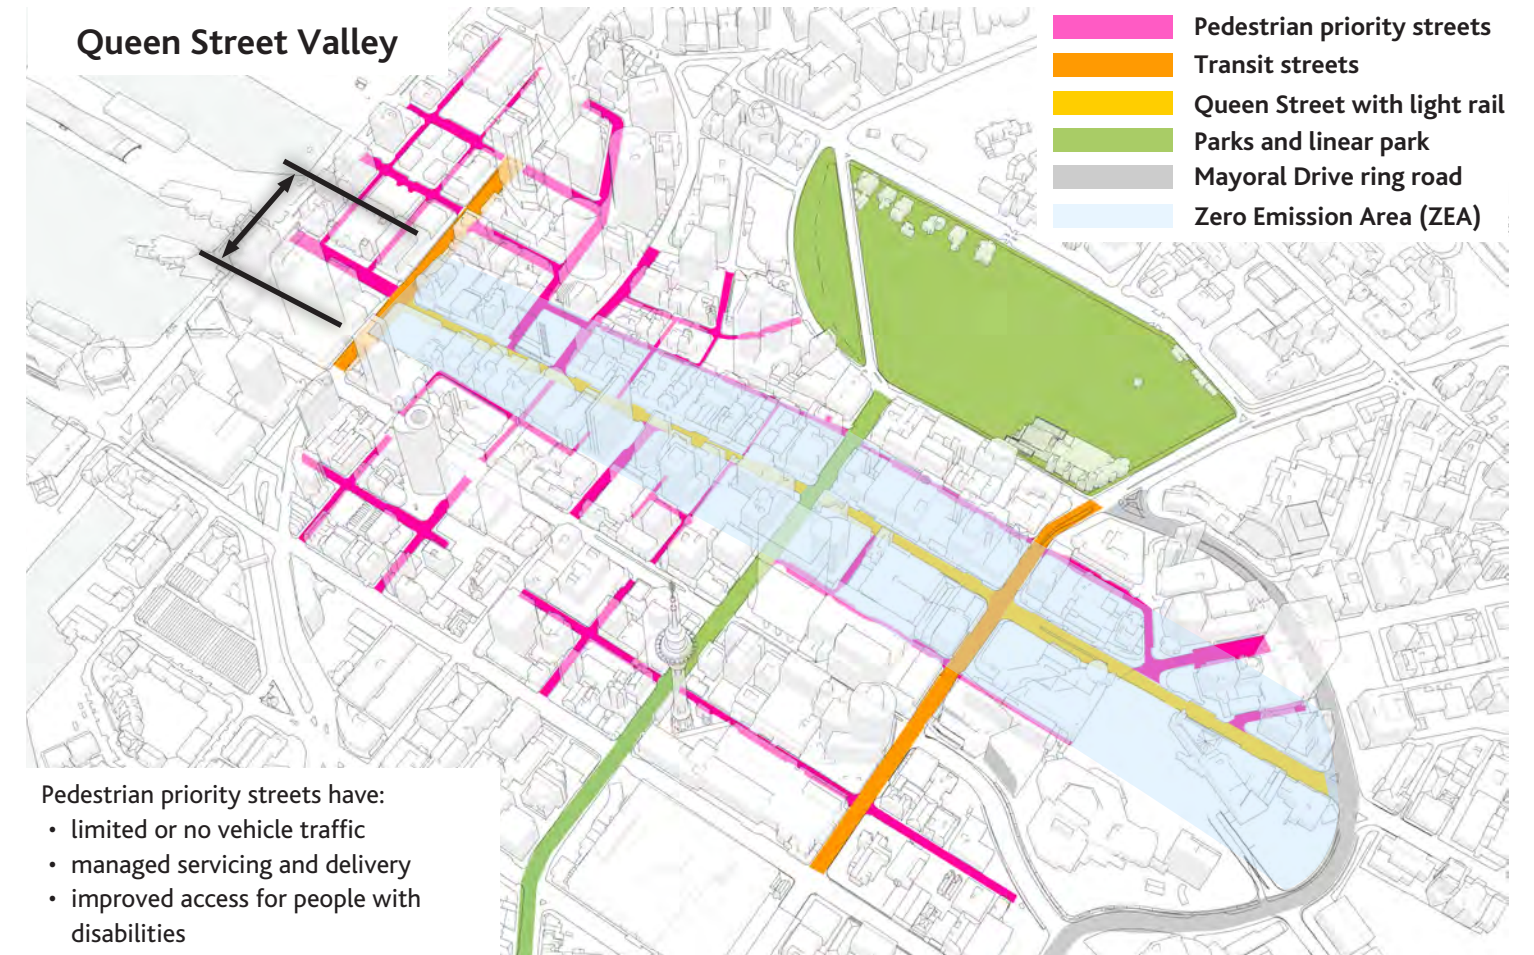 Queen Street Valley
Pedestrian priority streets
Transit streets
Queen Street with light rail
Parks and linear park
Mayoral Drive ring road
Zero Emission Area (ZEA)
Pedestrian priority streets have:
• limited or no vehicle traffic
• managed servicing and delivery
• improved access for people with
disabilities